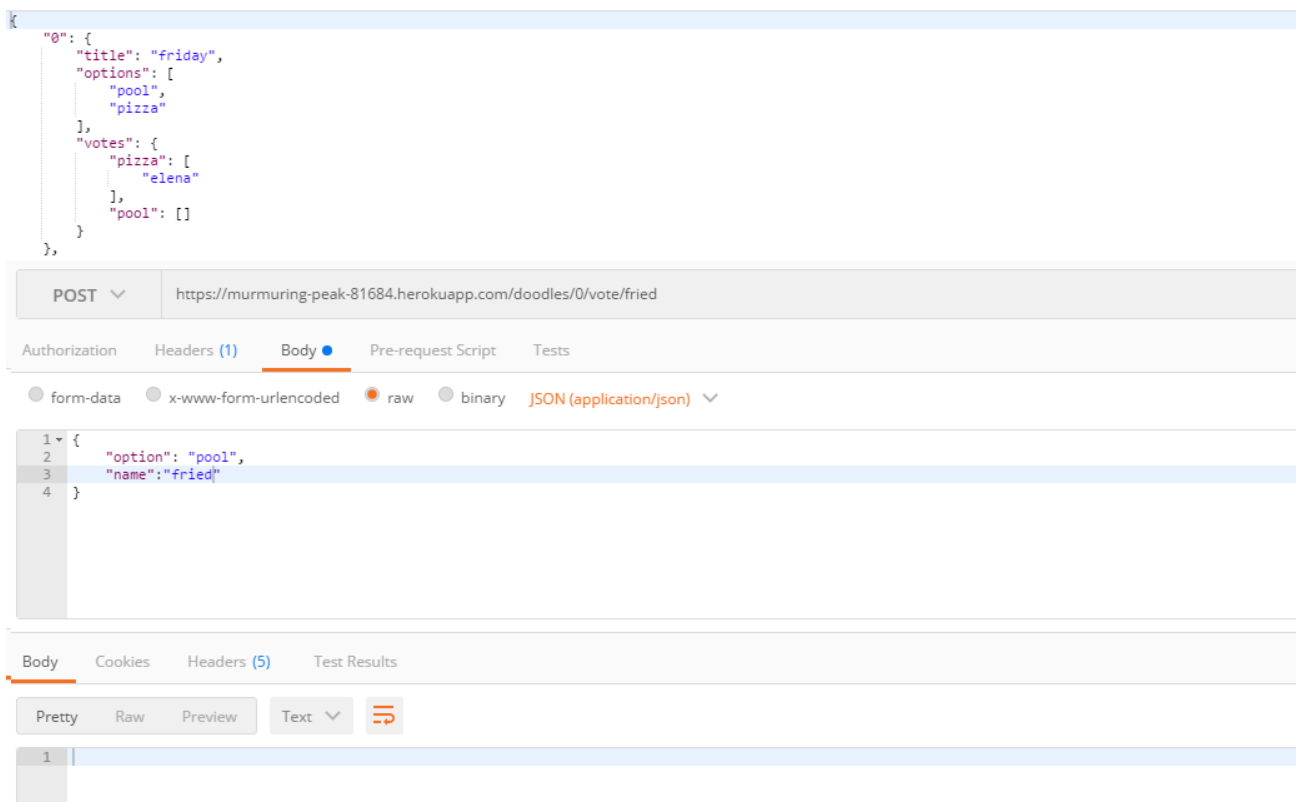 {
"0": {
"title": "friday",
"options": [
"pool",
"pizza"
],
"votes": {
"pizza": [
"elena"
],
"pool": []
}
},
POST https://murmuring-peak-81684.herokuapp.com/doodles/0/vote/fried
Authorization Headers (1) Body Pre-request Script Tests
form-data x-www-form-urlencoded raw binary JSON (application/json)
1 {
2 "option": "pool",
3 "name":"fried"
4 }
Body Cookies Headers (5) Test Results
Pretty Raw Preview Text
1